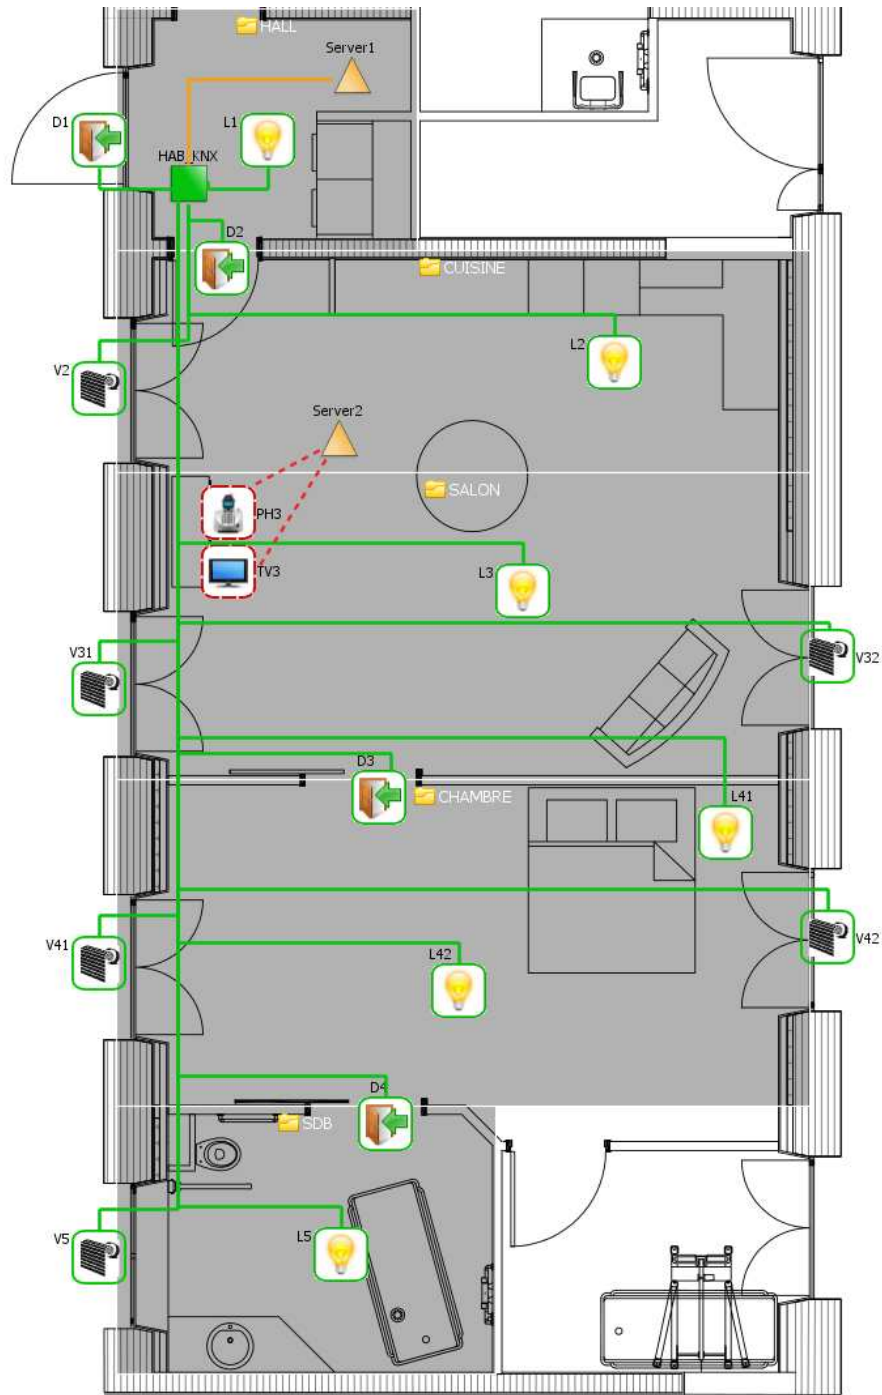 HALL
Server1
D1
L1
HAB_KNX
D2
CUISINE
L2
V2
Server2
SALON
PH3
TV3
L3
V31
V32
D3
CHAMBRE
L41
V41
V42
L42
D4
SDB
V5
L5